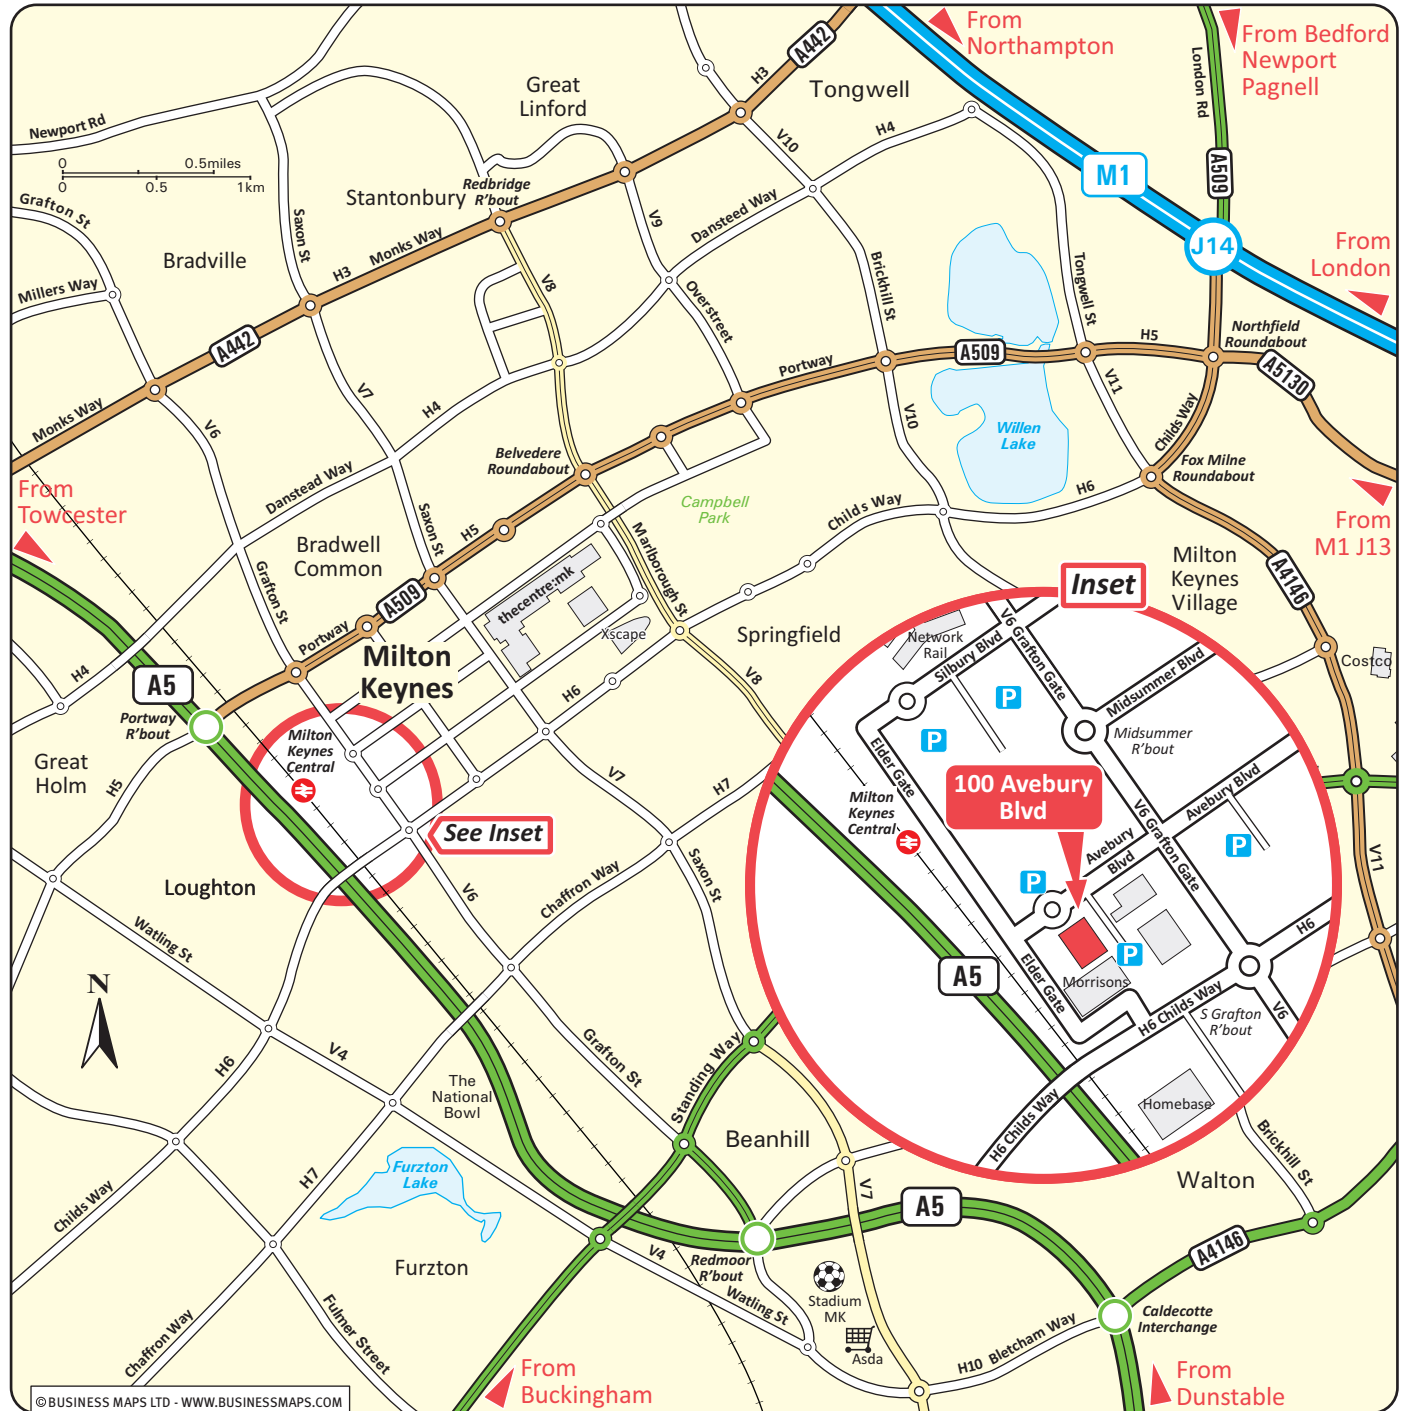 From
Northampton
From Bedford
Newport
Pagnell
A442
H3
Tongwell
London Rd
Great
Linford
Newport Rd
V10
H4
M1
A509
0
0.5miles
0
0.5
1km
Stantonbury
Redbridge
R'bout
Grafton St
Saxon St
V9
Dansteed Way
J14
From
London
Bradville
H3
Monks Way
Millers Way
V8
Overstreet
Brickhill St
Tongwell St
A442
Portway
A509
H5
Northfield
Roundabout
A5130
V7
H4
V11
Monks Way
V6
V10
Willen
Lake
Childs Way
Belvedere
Roundabout
Fox Milne
Roundabout
From
Towcester
Danstead Way
Campbell
Park
Childs Way
H6
From
M1 J13
Saxon St
H5
Marlborough St
Bradwell
Common
Milton
Keynes
Village
A4146
Grafton St
A509
thecentre:mk
Inset
Portway
Xscape
Springfield
Milton
Keynes
Costco
H4
A5
V8
H6
Portway
R'bout
Great
Holm
H5
Milton
Keynes
Central
V7
H7
See Inset
Loughton
V6
Chaffron Way
Saxon St
V11
Network
Rail
Silbury Blvd
V6 Grafton Gate
Midsummer Blvd
P
P
Midsummer
R'bout
Elder Gate
100 Avebury
Blvd
Milton
Keynes
Central
V6 Grafton Gate
Avebury Blvd
Avebury
Blvd
P
P
H6
A5
Elder Gate
P
Morrisons
H6 Childs Way
S Grafton
R'bout
V6
H6 Childs Way
Homebase
Watling St
N
H6
V4
Grafton St
Standing Way
The
National
Bowl
Beanhill
Brickhill St
Furzton
Lake
H7
Childs Way
V7
A5
Walton
A4146
Furzton
V4
Redmoor
R'bout
Watling St
Stadium
MK
Asda
Caldecotte
Interchange
H10 Bletcham Way
Chaffron Way
Fulmer Street
From
Buckingham
From
Dunstable
©BUSINESS MAPS LTD - WWW.BUSINESSMAPS.COM